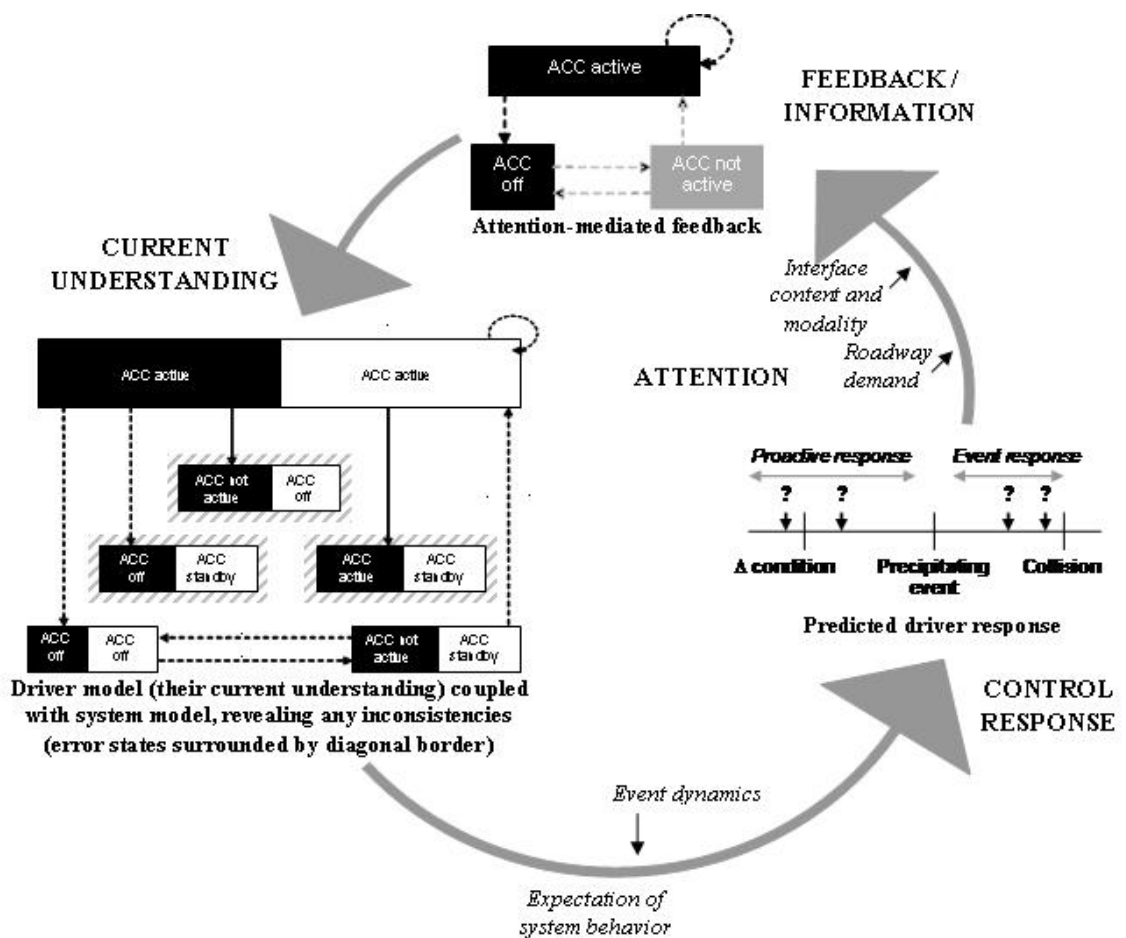 ACC active
FEEDBACK /
INFORMATION
ACC
off
ACC not
active
Attention-mediated feedback
CURRENT
UNDERSTANDING
Interface
content and
modality
Roadway
demand
ATTENTION
ACC active
ACC active
ACC not
active
ACC
off
ACC
off
ACC
standby
ACC
active
ACC
standby
ACC
off
ACC
off
ACC not
active
ACC
standby
Driver model (their current understanding) coupled
with system model, revealing any inconsistencies
(error states surrounded by diagonal border)
Proactive response
Event response
?
?
?
?
Δ condition
Precipitating
event
Collision
Predicted driver response
CONTROL
RESPONSE
Event dynamics
Expectation of
system behavior